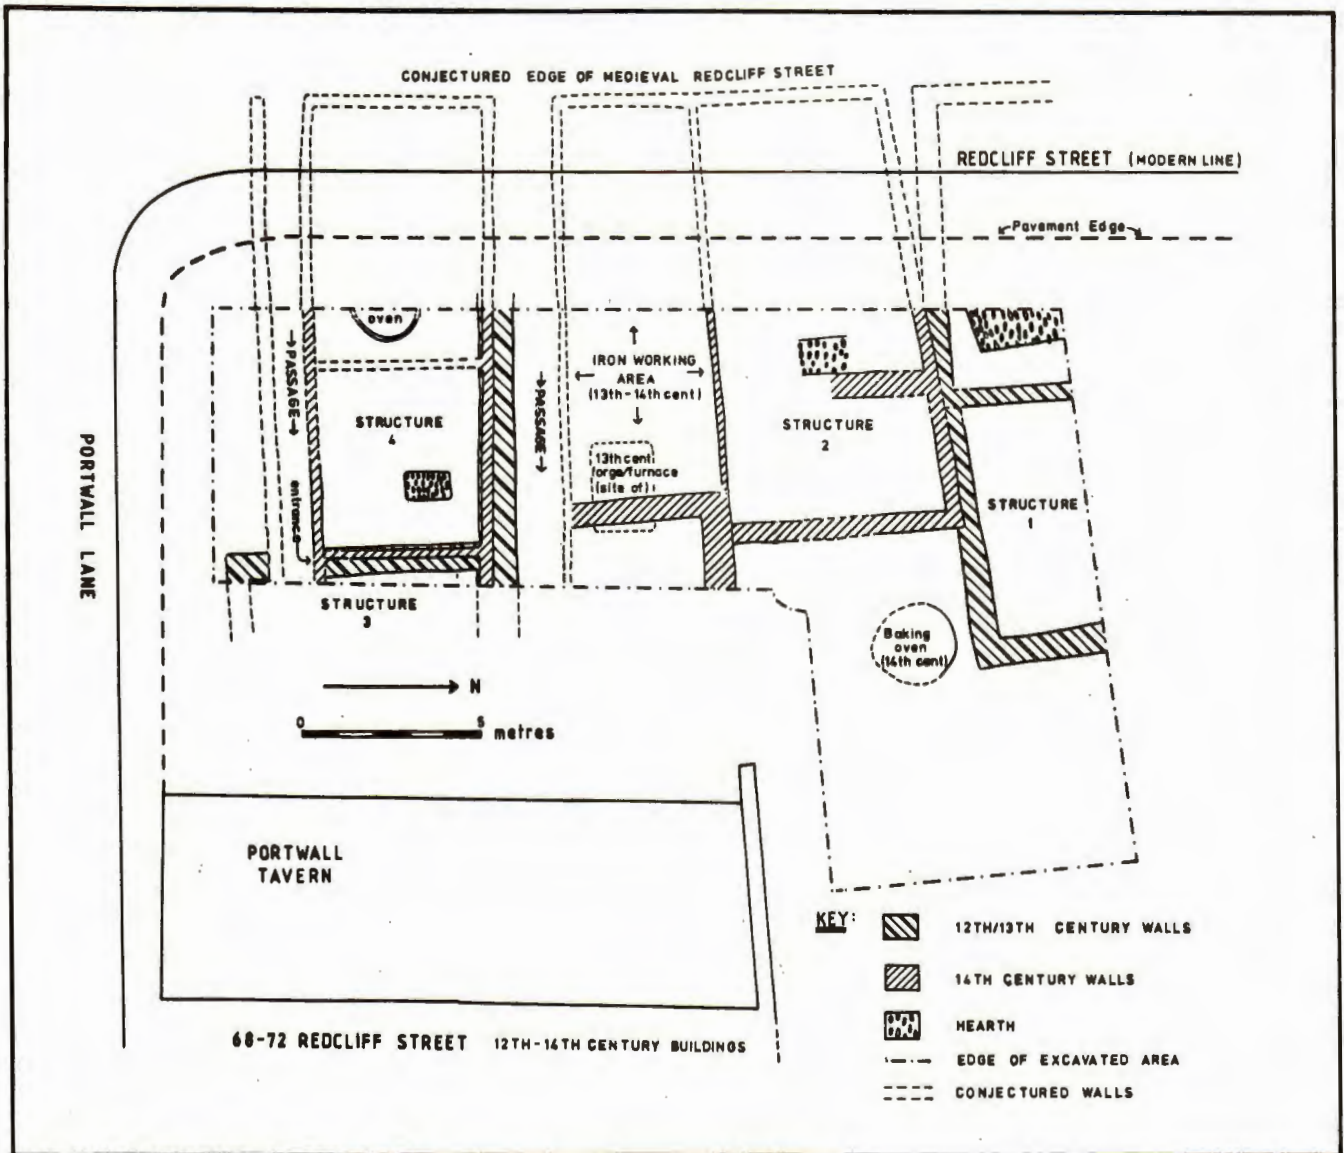 CONJECTURED EDGE OF MEDIEVAL REDCLIFF STREET
REDCLIFF STREET (MODERN LINE)
Pavement Edge
oven
PASSAGE
STRUCTURE
4
entrance
PASSAGE
IRON WORKING
AREA
(13th-14th cent)
13th cent
forge/furnace
(site of)
STRUCTURE
2
STRUCTURE
1
PORTWALL LANE
STRUCTURE
3
Baking
oven
(14th cent)
N
0 5 metres
PORTWALL
TAVERN
KEY:
12TH/13TH CENTURY WALLS
14TH CENTURY WALLS
HEARTH
EDGE OF EXCAVATED AREA
CONJECTURED WALLS
68-72 REDCLIFF STREET 12TH-14TH CENTURY BUILDINGS